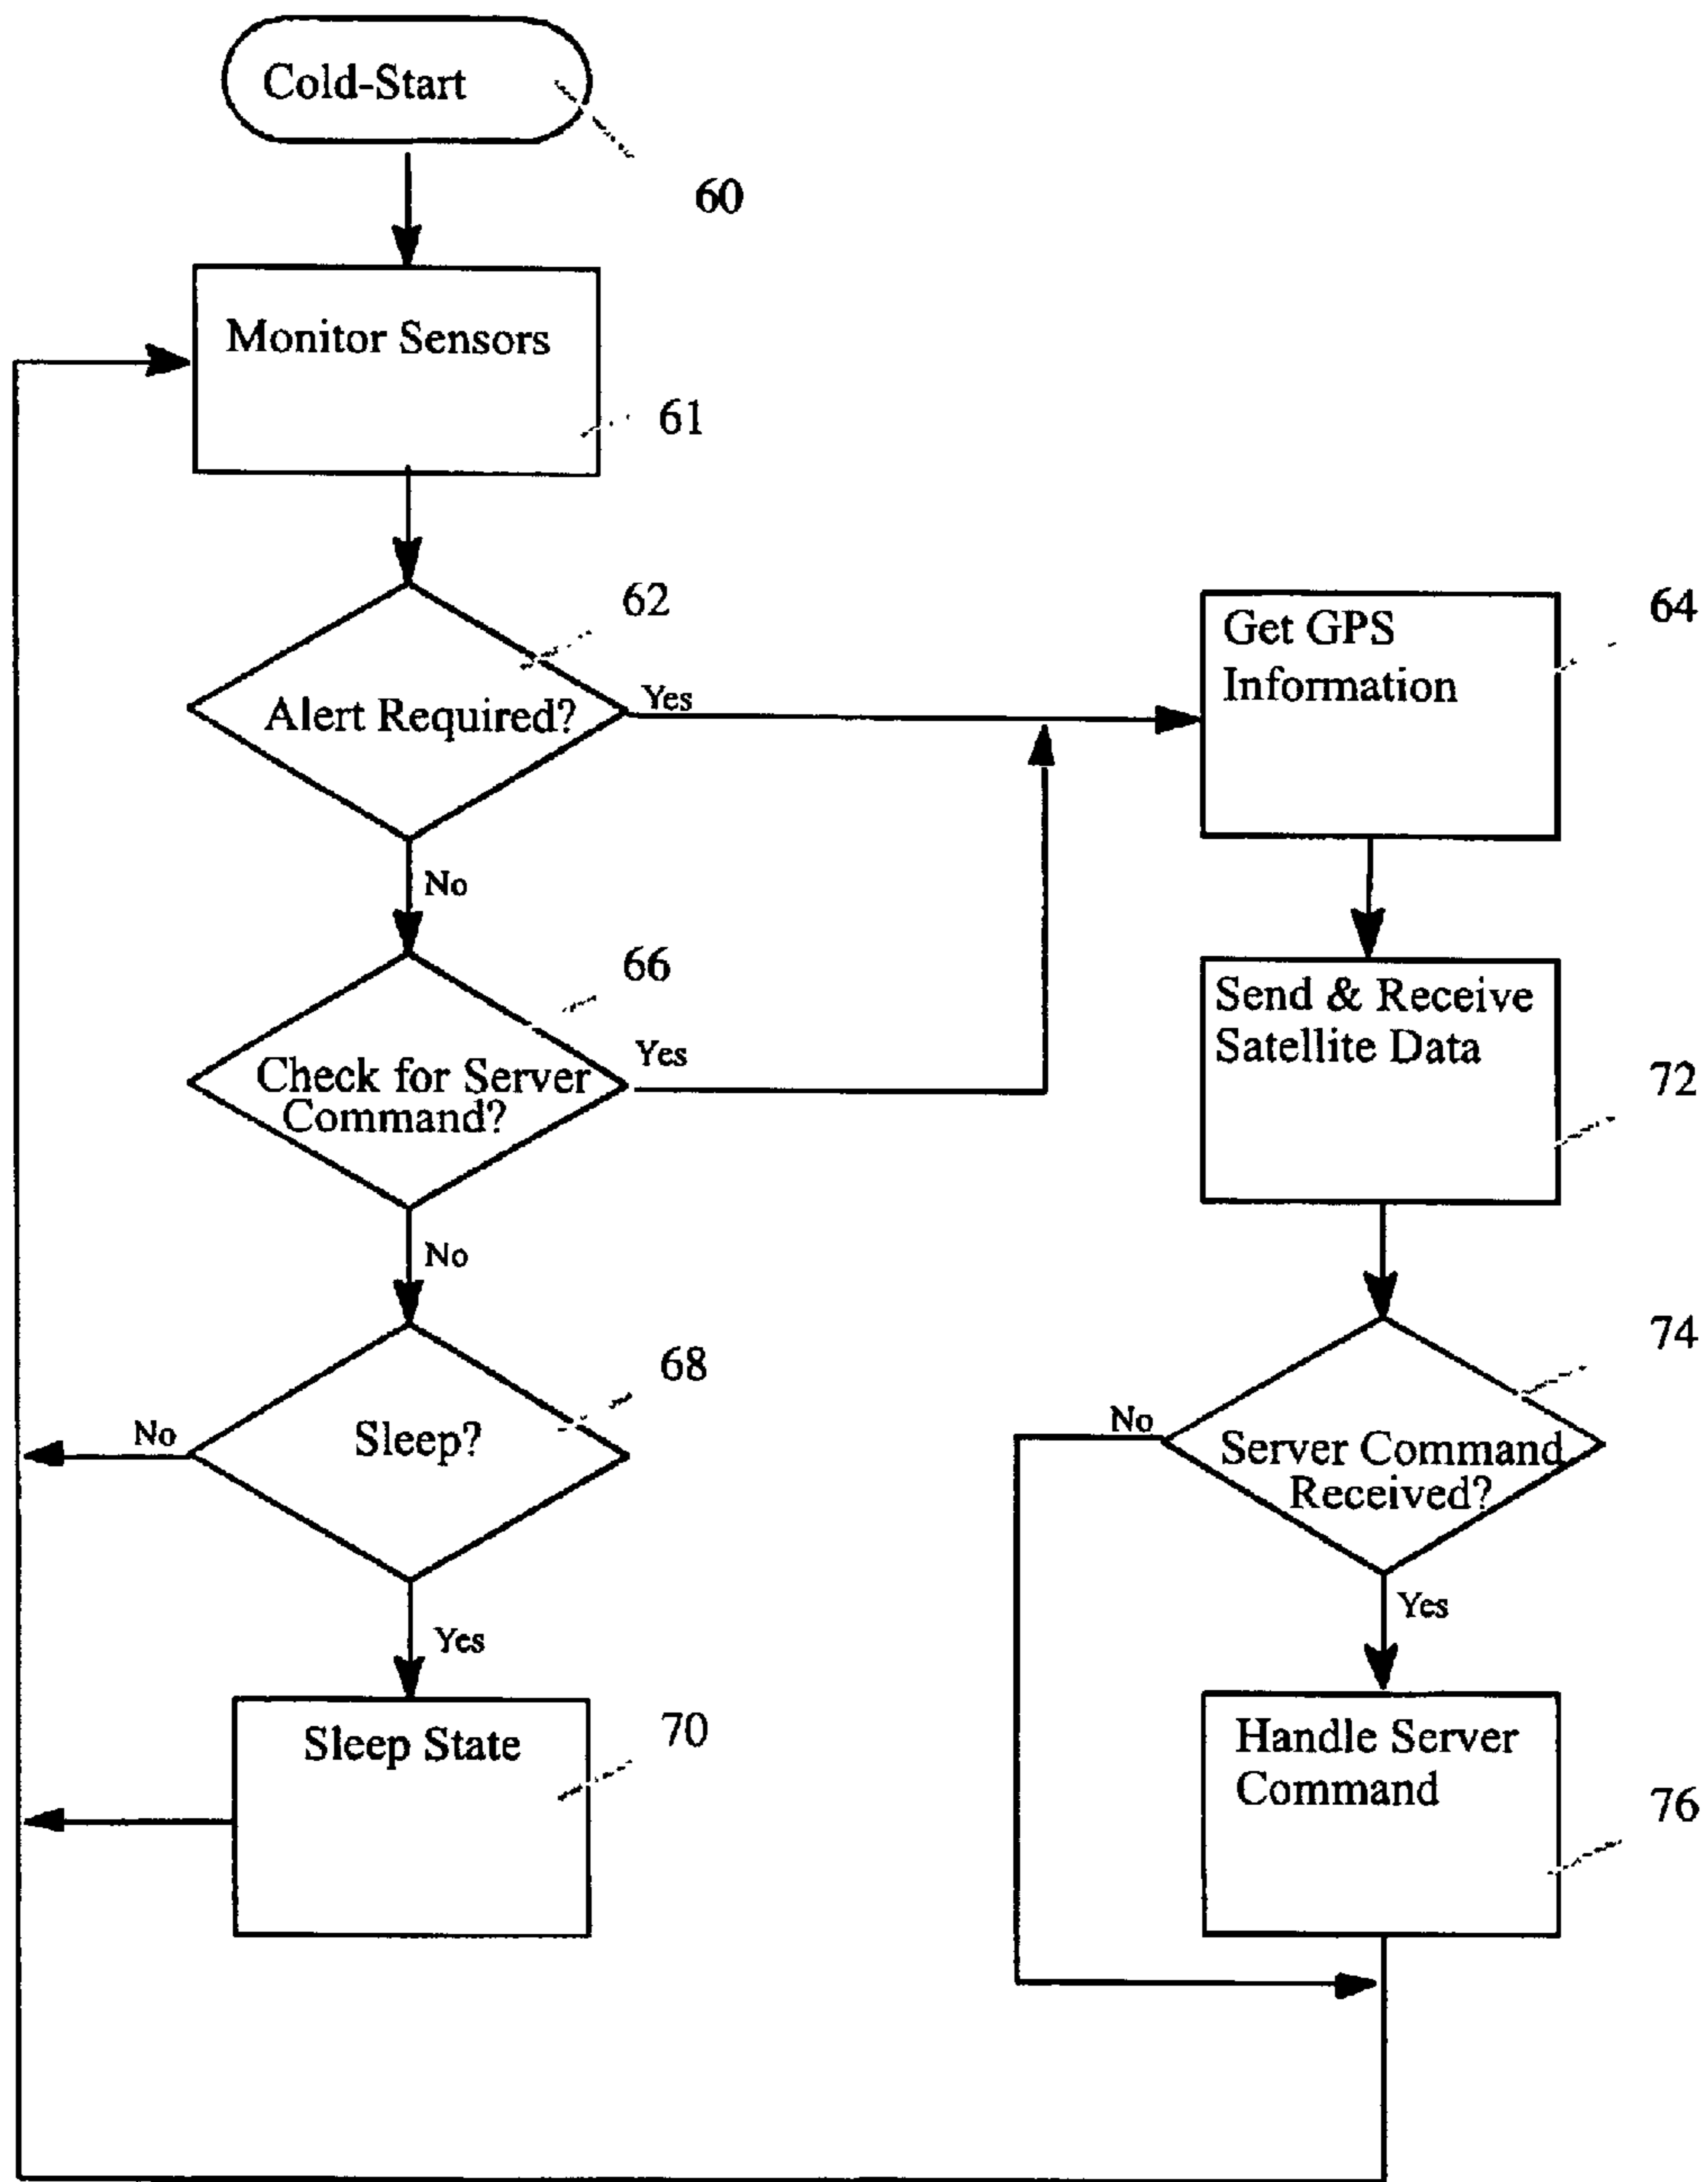 Cold-Start
60
Monitor Sensors
61
62
Alert Required?
Yes
No
64
Get GPS
Information
66
Check for Server
Command?
Yes
No
Send & Receive
Satellite Data
72
68
Sleep?
No
Yes
74
Server Command
Received?
No
Yes
Sleep State
70
Handle Server
Command
76